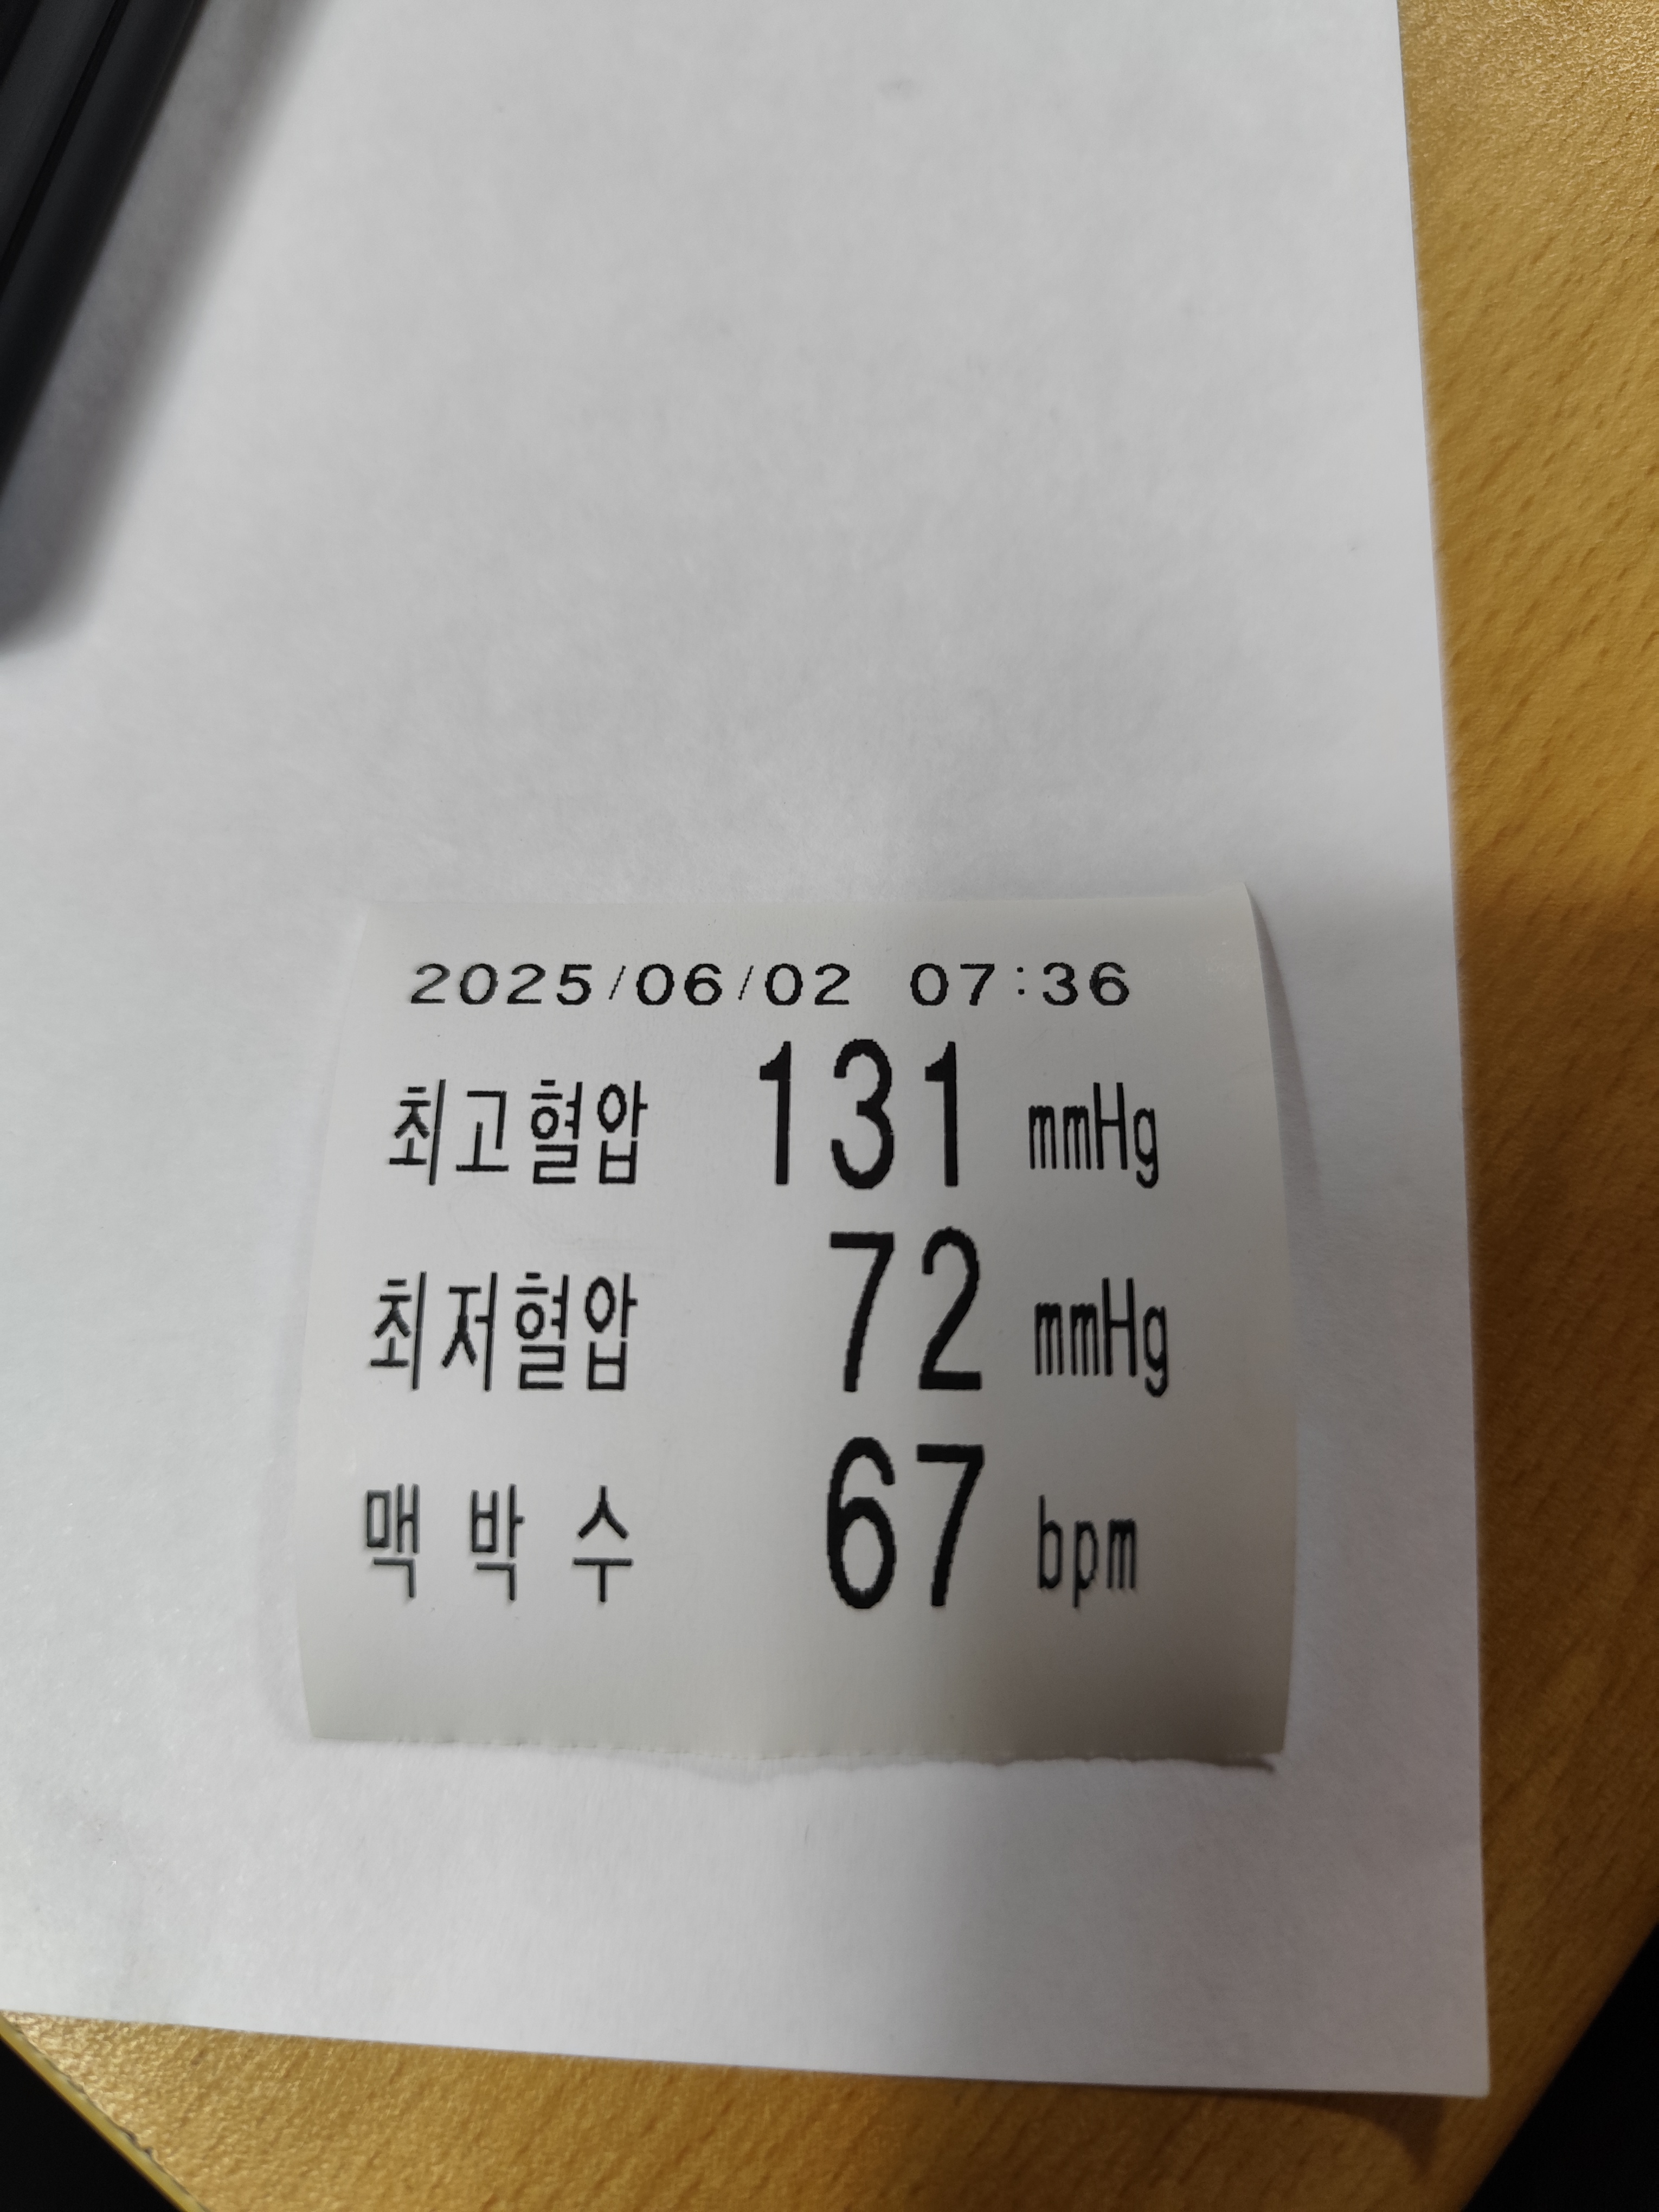 2025/06/02 07:36
최고혈압 131 mmHg
최저혈압 72 mmHg
맥 박 수 67 bpm